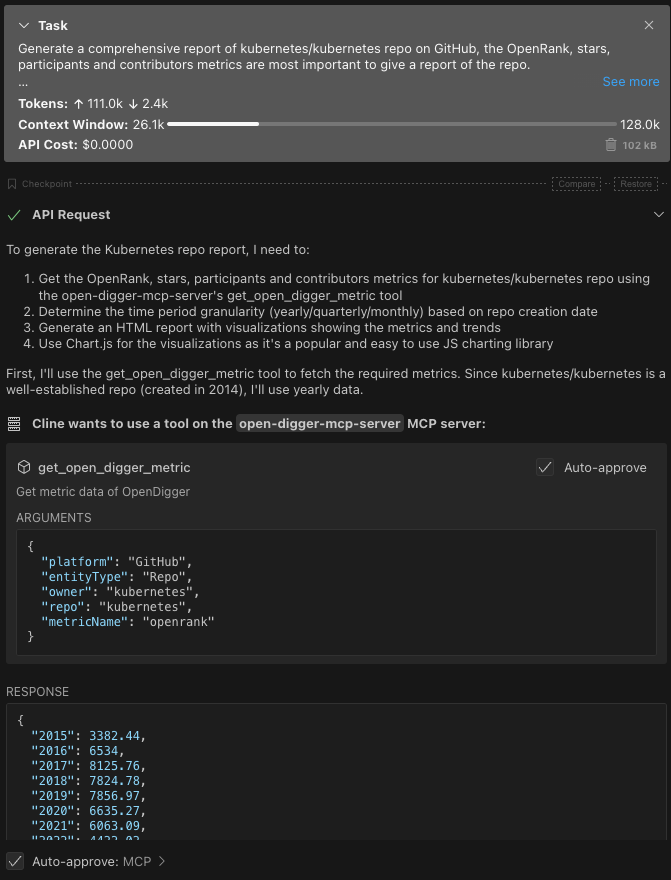 Task
Generate a comprehensive report of kubernetes/kubernetes repo on GitHub, the OpenRank, stars,
participants and contributors metrics are most important to give a report of the repo.
...
See more
Tokens: ↑ 111.0k ↓ 2.4k
Context Window: 26.1k 128.0k
API Cost: $0.0000 102 kB
Checkpoint Compare Restore
API Request
To generate the Kubernetes repo report, I need to:
1. Get the OpenRank, stars, participants and contributors metrics for kubernetes/kubernetes repo using
the open-digger-mcp-server's get_open_digger_metric tool
2. Determine the time period granularity (yearly/quarterly/monthly) based on repo creation date
3. Generate an HTML report with visualizations showing the metrics and trends
4. Use Chart.js for the visualizations as it's a popular and easy to use JS charting library
First, I'll use the get_open_digger_metric tool to fetch the required metrics. Since kubernetes/kubernetes is a
well-established repo (created in 2014), I'll use yearly data.
Cline wants to use a tool on the open-digger-mcp-server MCP server:
get_open_digger_metric Auto-approve
Get metric data of OpenDigger
ARGUMENTS
{
"platform": "GitHub",
"entityType": "Repo",
"owner": "kubernetes",
"repo": "kubernetes",
"metricName": "openrank"
}
RESPONSE
{
"2015": 3382.44,
"2016": 6534,
"2017": 8125.76,
"2018": 7824.78,
"2019": 7856.97,
"2020": 6635.27,
"2021": 6063.09,
Auto-approve: MCP